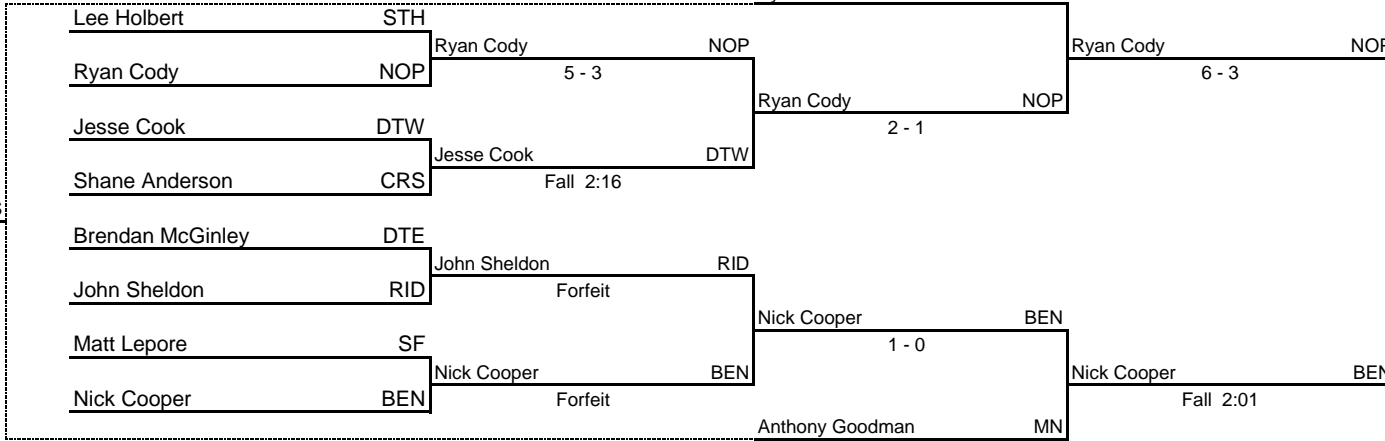 Lee Holbert STH
Ryan Cody NOP Ryan Cody NOP
Ryan Cody NOP 5 - 3 6 - 3
Ryan Cody NOP
Jesse Cook DTW 2 - 1
Jesse Cook DTW
Shane Anderson CRS Fall 2:16
Brendan McGinley DTE
John Sheldon RID
John Sheldon RID Forfeit
Nick Cooper BEN
Matt Lepore SF 1 - 0
Nick Cooper BEN Nick Cooper BEN
Nick Cooper BEN Forfeit Fall 2:01
Anthony Goodman MN